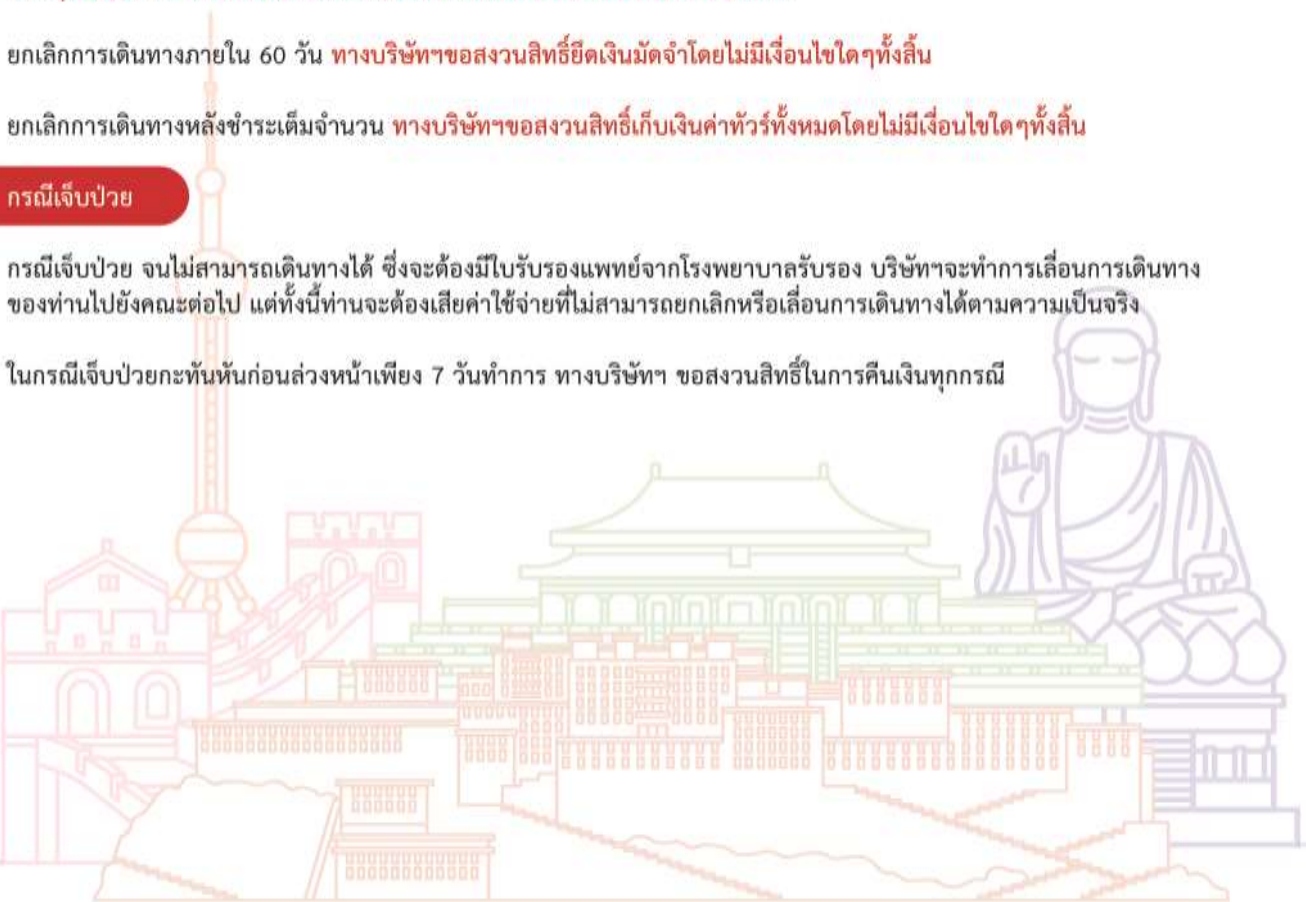 ยกเลิกการเดินทางภายใน 60 วัน ทางบริษัทฯขอสงวนสิทธิ์ยึดเงินมัดจำโดยไม่มีเงื่อนไขใดๆทั้งสิ้น
ยกเลิกการเดินทางหลังชำระเต็มจำนวน ทางบริษัทฯขอสงวนสิทธิ์เก็บเงินค่าทัวร์ทั้งหมดโดยไม่มีเงื่อนไขใดๆทั้งสิ้น
กรณีเจ็บป่วย
กรณีเจ็บป่วย จนไม่สามารถเดินทางได้ ซึ่งจะต้องมีใบรับรองแพทย์จากโรงพยาบาลรับรอง บริษัทฯจะทำการเลื่อนการเดินทาง
ของท่านไปยังคณะต่อไป แต่ทั้งนี้ท่านจะต้องเสียค่าใช้จ่ายที่ไม่สามารถยกเลิกหรือเลื่อนการเดินทางได้ตามความเป็นจริง
ในกรณีเจ็บป่วยกะทันหันก่อนล่วงหน้าเพียง 7 วันทำการ ทางบริษัทฯ ขอสงวนสิทธิ์ในการคืนเงินทุกกรณี